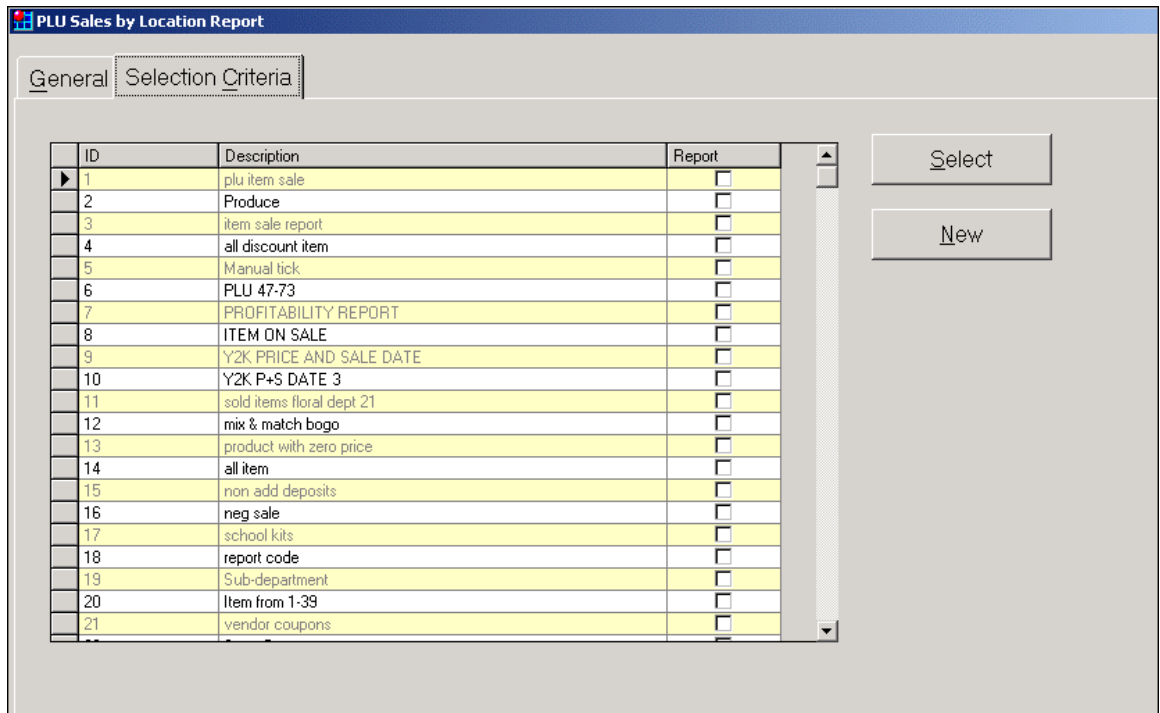 PLU Sales by Location Report
General Selection Criteria
ID Description Report
Select
1 plu item sale
2 Produce
3 item sale report
New
4 all discount item
5 Manual tick
6 PLU 47-73
7 PROFITABILITY REPORT
8 ITEM ON SALE
9 Y2K PRICE AND SALE DATE
10 Y2K P+S DATE 3
11 sold items floral dept 21
12 mix & match bogo
13 product with zero price
14 all item
15 non add deposits
16 neg sale
17 school kits
18 report code
19 Sub-department
20 Item from 1-39
21 vendor coupons